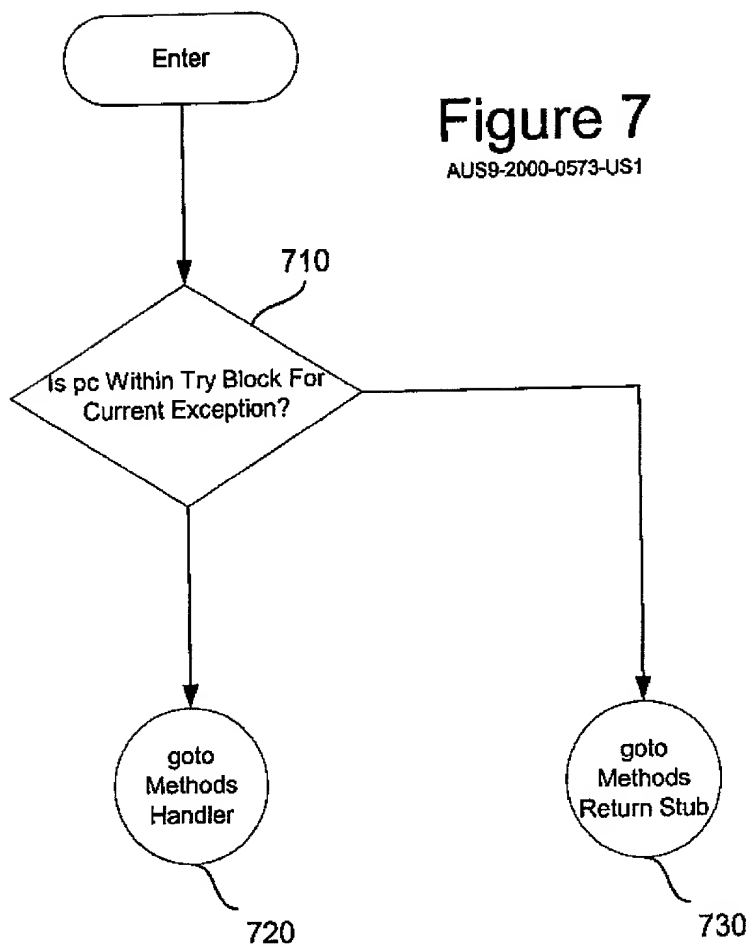 Enter
Figure 7
AUS9-2000-0573-US1
710
Is pc Within Try Block For
Current Exception?
goto
Methods
Handler
goto
Methods
Return Stub
720
730